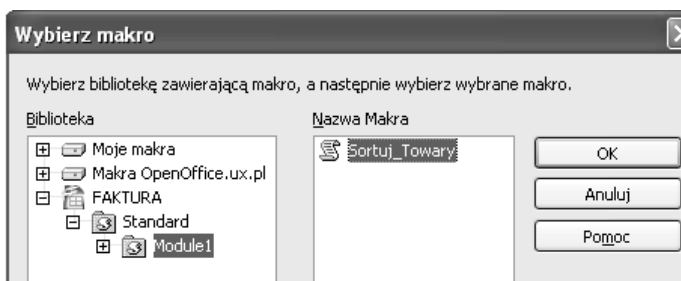 Wybierz makro
Wybierz bibliotekę zawierającą makro, a następnie wybierz wybrane makro.
Biblioteka
Nazwa Makra
Moje makra
Makra OpenOffice.ux.pl
FAKTURA
Standard
Module1
Sortuj_Towary
OK
Anuluj
Pomoc